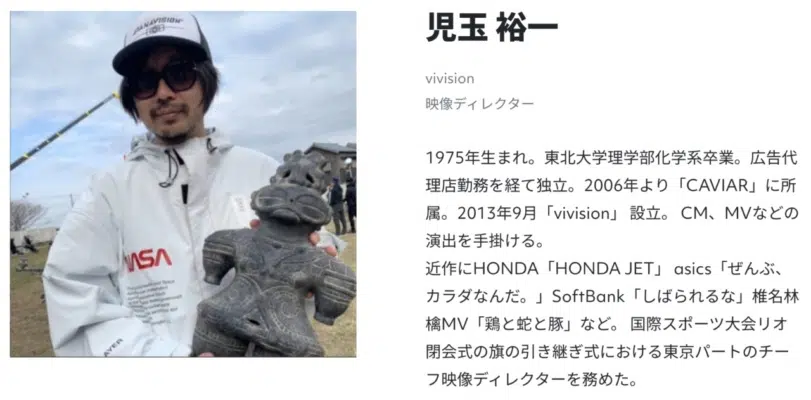 児玉 裕一
vivision
映像ディレクター
1975年生まれ。東北大学理学部化学系卒業。広告代
理店勤務を経て独立。2006年より「CAVIAR」に所
属。2013年9月「vivision」 設立。 CM、MVなどの
演出を手掛ける。
近作にHONDA「HONDA JET」 asics「ぜんぶ、
カラダなんだ。」SoftBank「しばられるな」椎名林
檎MV「鶏と蛇と豚」など。 国際スポーツ大会リオ
閉会式の旗の引き継ぎ式における東京パートのチー
フ映像ディレクターを務めた。
PANAVISION
NASA